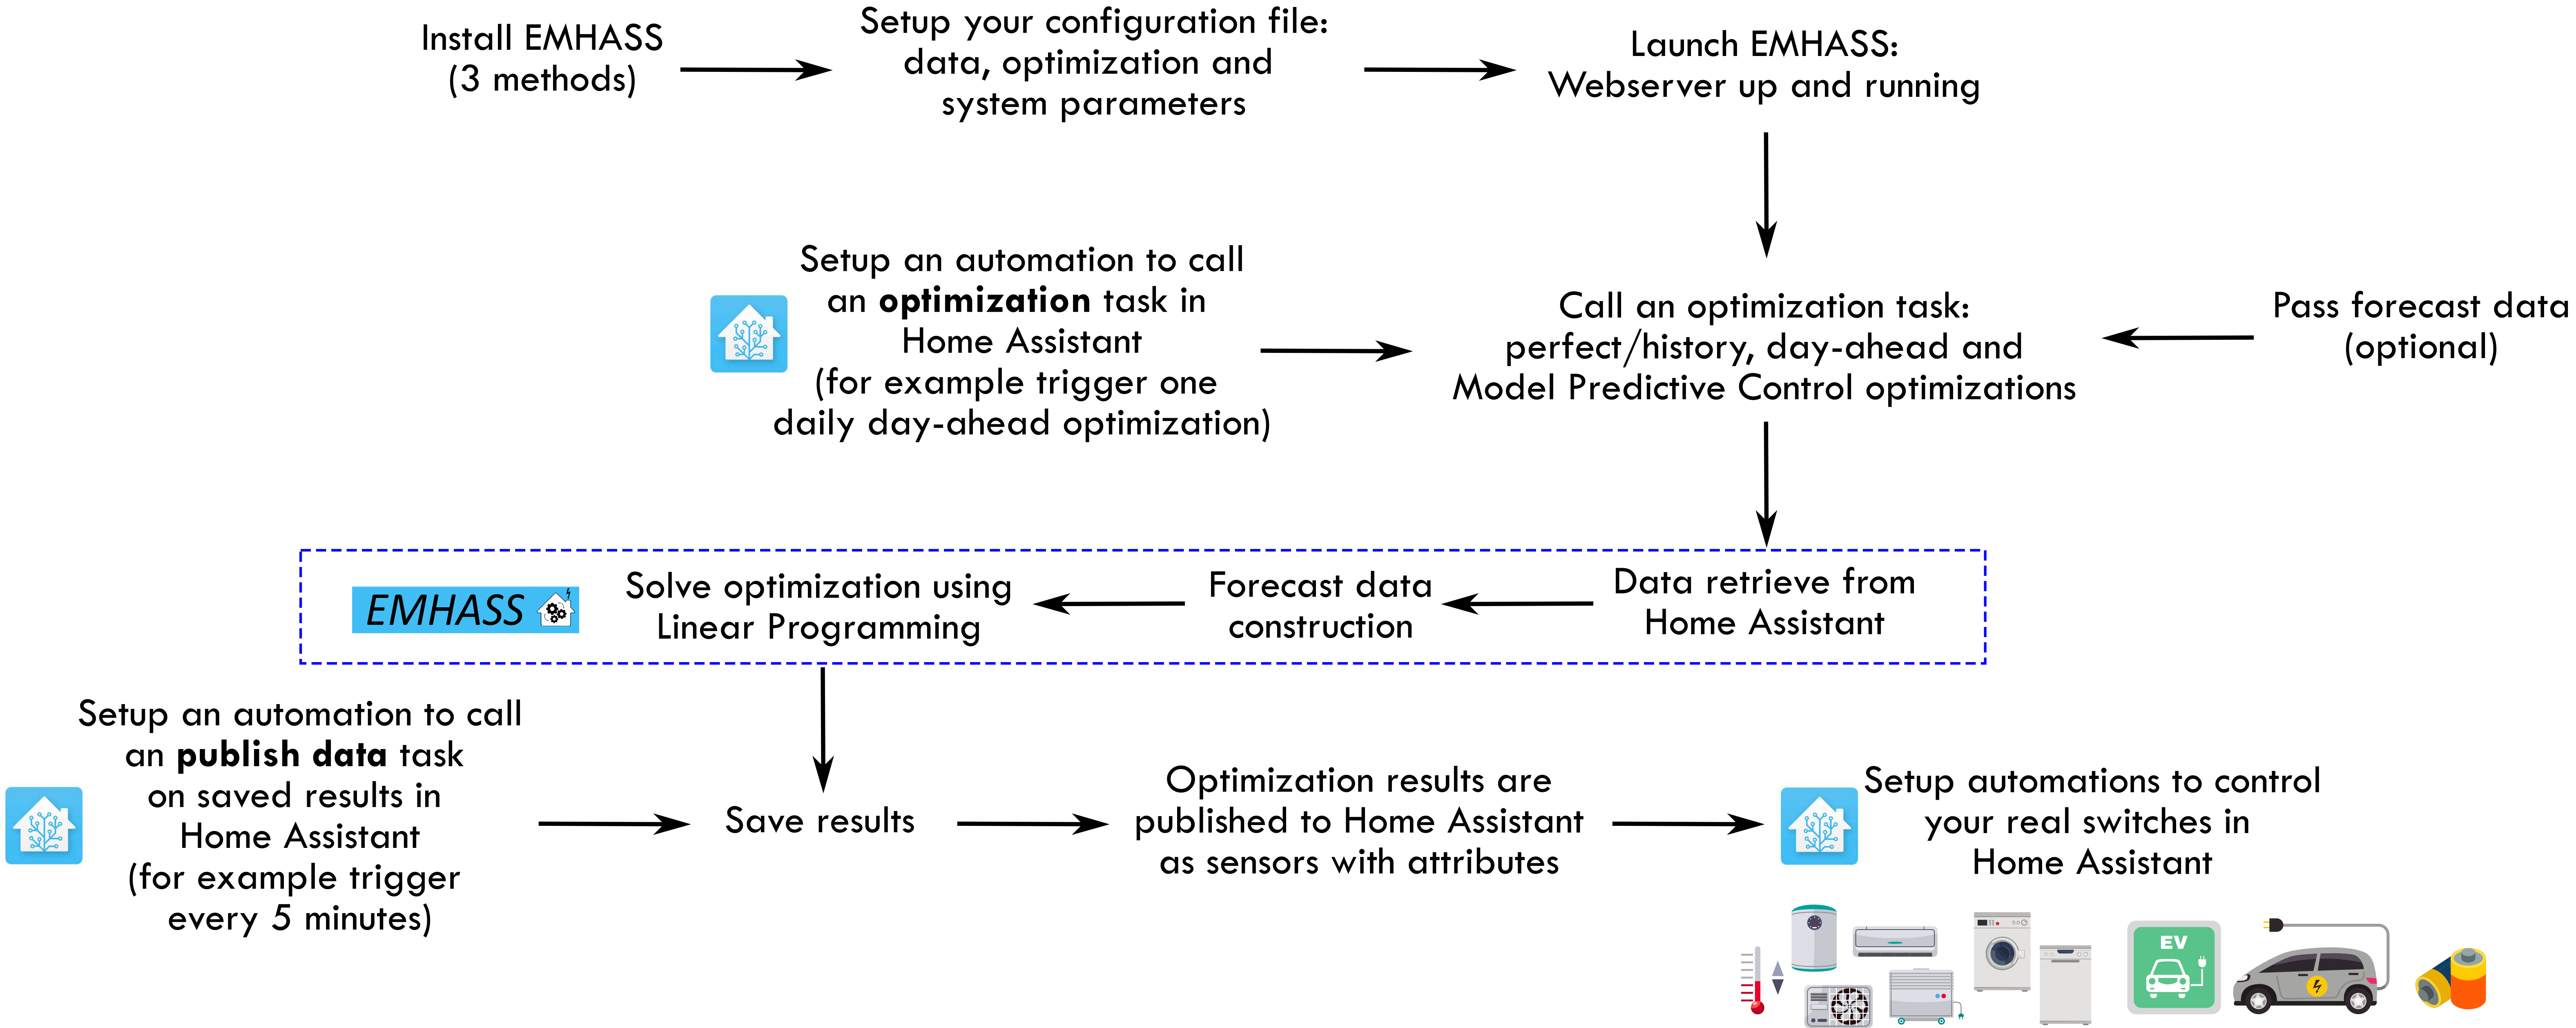 Install EMHASS
(3 methods)
Setup your configuration file:
data, optimization and
system parameters
Launch EMHASS:
Webserver up and running
Setup an automation to call
an optimization task in
Home Assistant
(for example trigger one
daily day-ahead optimization)
Call an optimization task:
perfect/history, day-ahead and
Model Predictive Control optimizations
Pass forecast data
(optional)
Data retrieve from
Home Assistant
Forecast data
construction
Solve optimization using
Linear Programming
EMHASS
Setup an automation to call
an publish data task
on saved results in
Home Assistant
(for example trigger
every 5 minutes)
Save results
Optimization results are
published to Home Assistant
as sensors with attributes
Setup automations to control
your real switches in
Home Assistant
EV